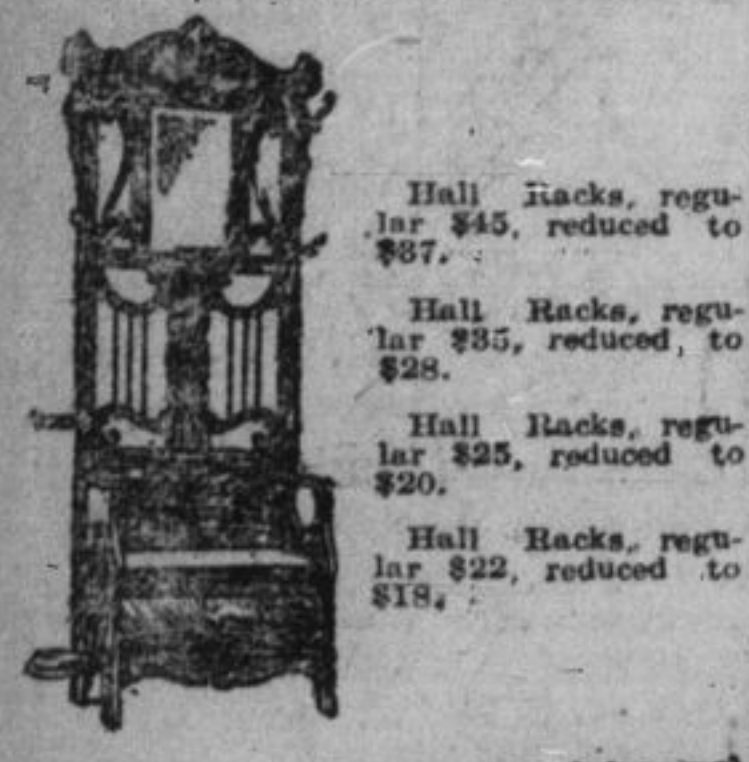 Hall Racks, regu-
lar $45, reduced to
$37.
Hall Racks, regu-
lar $35, reduced, to
$28.
Hall Racks, regu-
lar $25, reduced to
$20.
Hall Racks, regu-
lar $22, reduced to
$18.